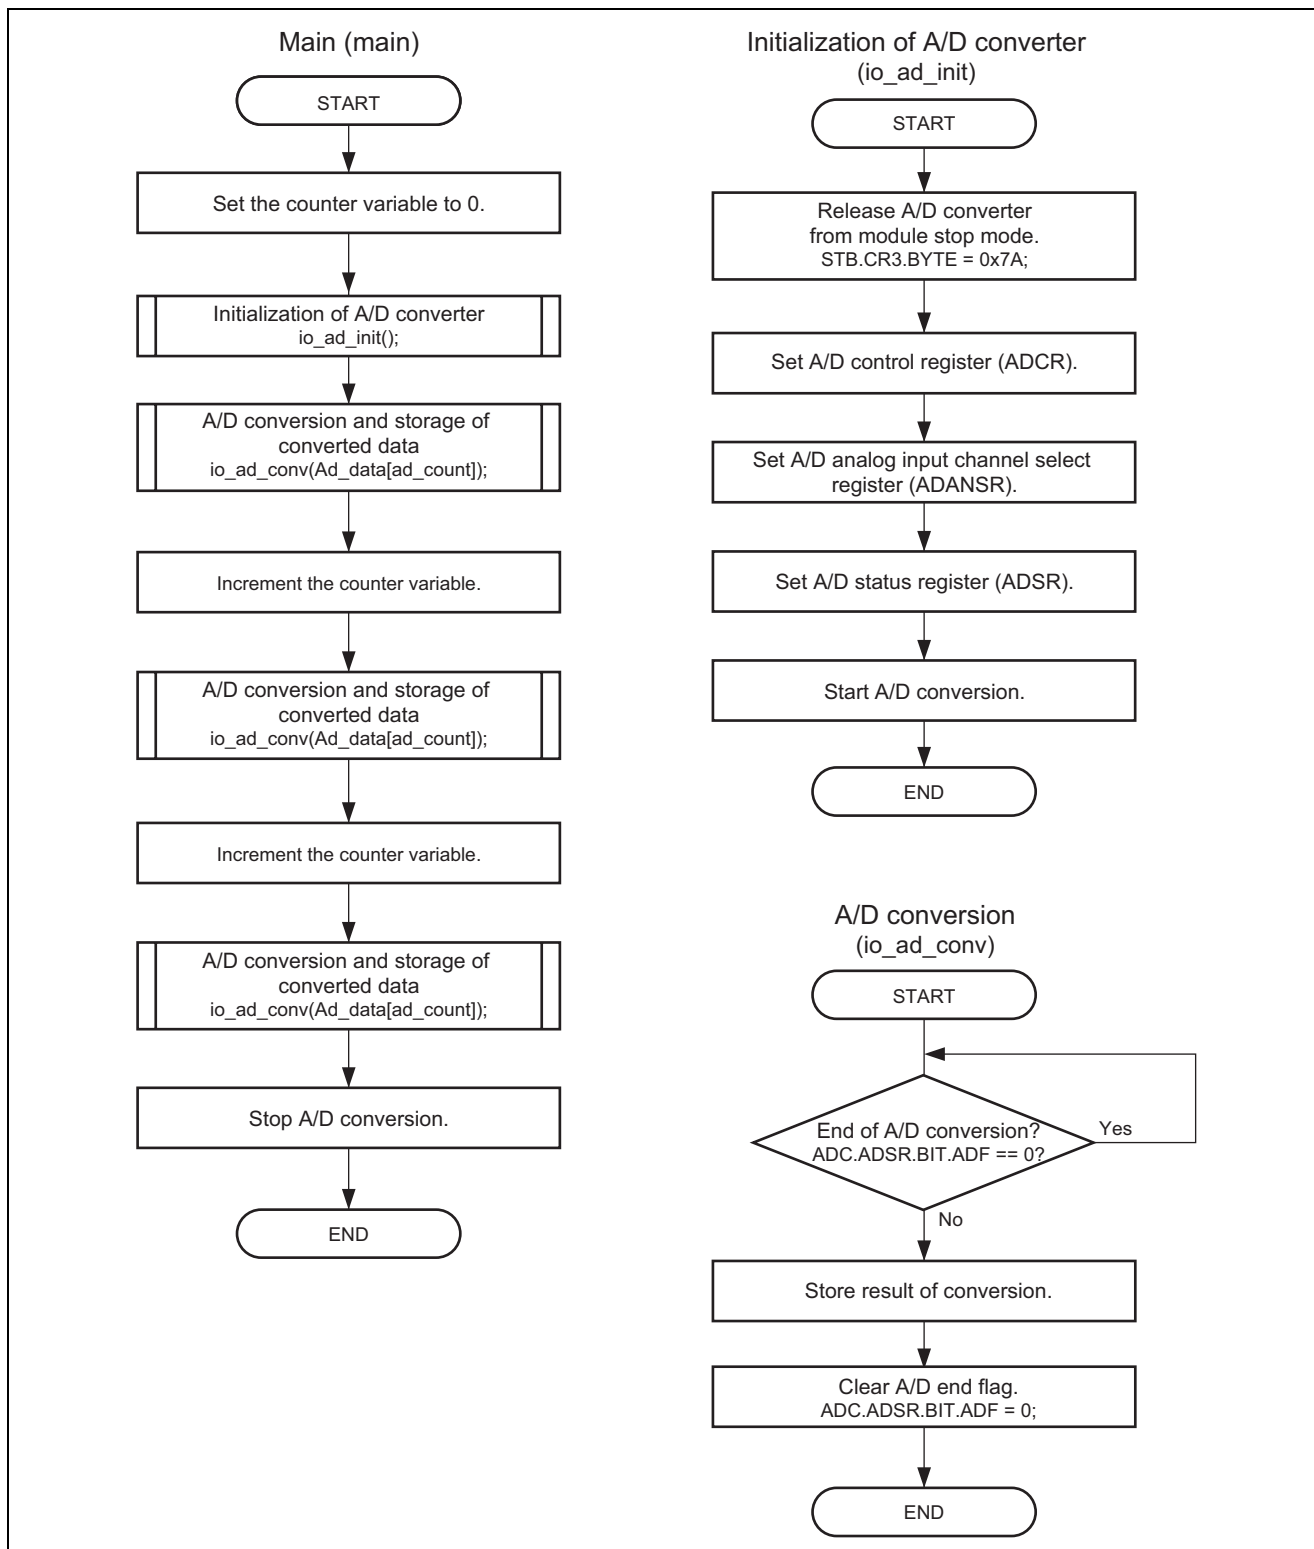 Main (main)
START
Set the counter variable to 0.
Initialization of A/D converter
io_ad_init();
A/D conversion and storage of
converted data
io_ad_conv(Ad_data[ad_count]);
Increment the counter variable.
A/D conversion and storage of
converted data
io_ad_conv(Ad_data[ad_count]);
Increment the counter variable.
A/D conversion and storage of
converted data
io_ad_conv(Ad_data[ad_count]);
Stop A/D conversion.
END
Initialization of A/D converter
(io_ad_init)
START
Release A/D converter
from module stop mode.
STB.CR3.BYTE = 0x7A;
Set A/D control register (ADCR).
Set A/D analog input channel select
register (ADANSR).
Set A/D status register (ADSR).
Start A/D conversion.
END
A/D conversion
(io_ad_conv)
START
End of A/D conversion?
ADC.ADSR.BIT.ADF == 0?
Yes
No
Store result of conversion.
Clear A/D end flag.
ADC.ADSR.BIT.ADF = 0;
END